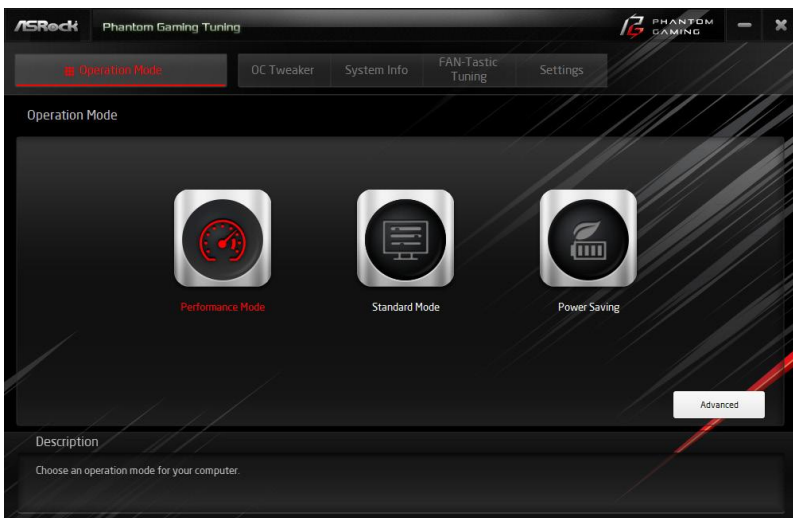 ASRock Phantom Gaming Tuning PHANTOM GAMING
Operation Mode OC Tweaker System Info FAN-Tastic Tuning Settings
Operation Mode
Performance Mode Standard Mode Power Saving
Advanced
Description
Choose an operation mode for your computer.